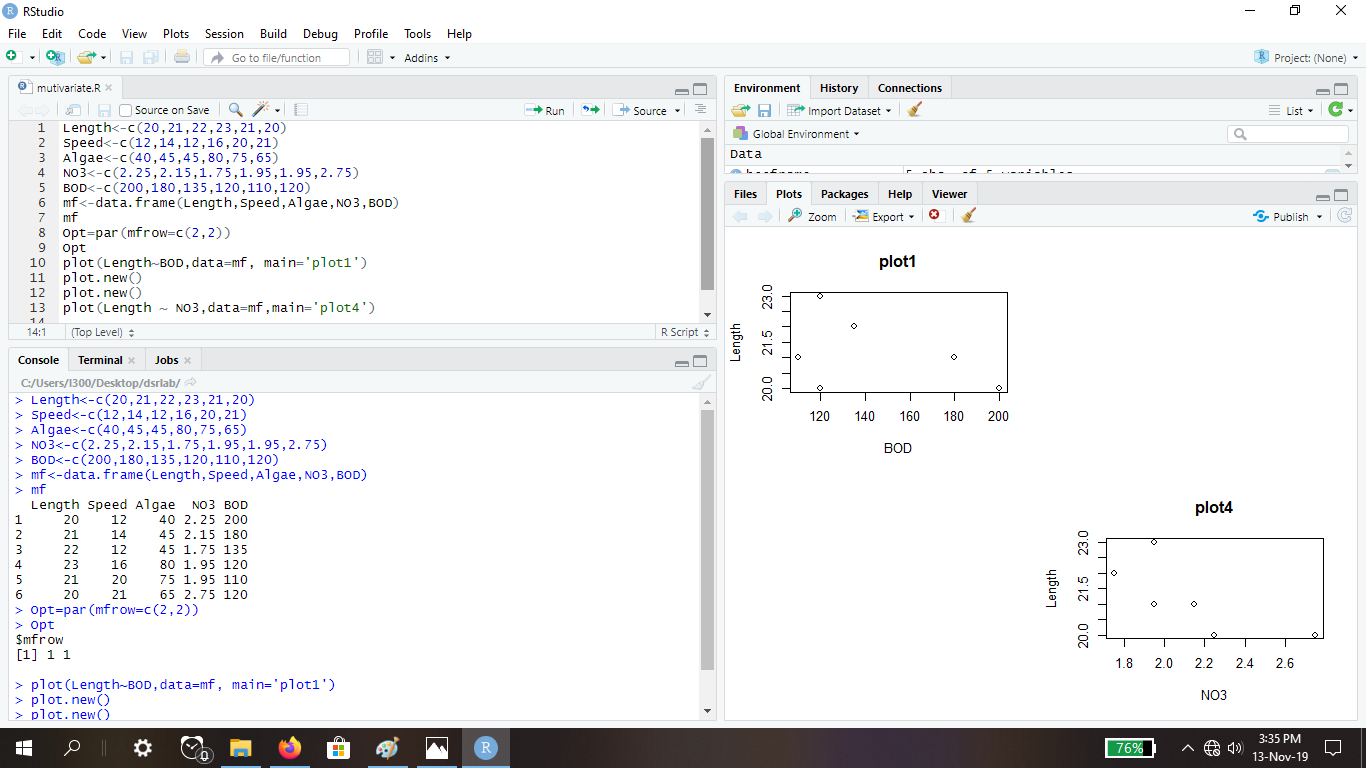 RStudio
File Edit Code View Plots Session Build Debug Profile Tools Help
Go to file/function Addins Project: (None)
mutivariate.R
Source on Save Run Source
1 Length<-c(20,21,22,23,21,20)
2 Speed<-c(12,14,12,16,20,21)
3 Algae<-c(40,45,45,80,75,65)
4 NO3<-c(2.25,2.15,1.75,1.95,1.95,2.75)
5 BOD<-c(200,180,135,120,110,120)
6 mf<-data.frame(Length,Speed,Algae,NO3,BOD)
7 mf
8 Opt=par(mfrow=c(2,2))
9 Opt
10 plot(Length~BOD,data=mf, main='plot1')
11 plot.new()
12 plot.new()
13 plot(Length ~ NO3,data=mf,main='plot4')
14
14:1 (Top Level) R Script
Console Terminal Jobs
C:/Users/I300/Desktop/dsrlab/
> Length<-c(20,21,22,23,21,20)
> Speed<-c(12,14,12,16,20,21)
> Algae<-c(40,45,45,80,75,65)
> NO3<-c(2.25,2.15,1.75,1.95,1.95,2.75)
> BOD<-c(200,180,135,120,110,120)
> mf<-data.frame(Length,Speed,Algae,NO3,BOD)
> mf
Length Speed Algae NO3 BOD
1 20 12 40 2.25 200
2 21 14 45 2.15 180
3 22 12 45 1.75 135
4 23 16 80 1.95 120
5 21 20 75 1.95 110
6 20 21 65 2.75 120
> Opt=par(mfrow=c(2,2))
> Opt
$mfrow
[1] 1 1
> plot(Length~BOD,data=mf, main='plot1')
> plot.new()
> plot.new()
Environment History Connections
Import Dataset List
Global Environment
Data
5 obs. of 5 variables
Files Plots Packages Help Viewer
Zoom Export Publish
plot1
Length
23.0
21.5
20.0
120 140 160 180 200
BOD
plot4
Length
23.0
21.5
20.0
1.8 2.0 2.2 2.4 2.6
NO3
0
76%
3:35 PM
13-Nov-19